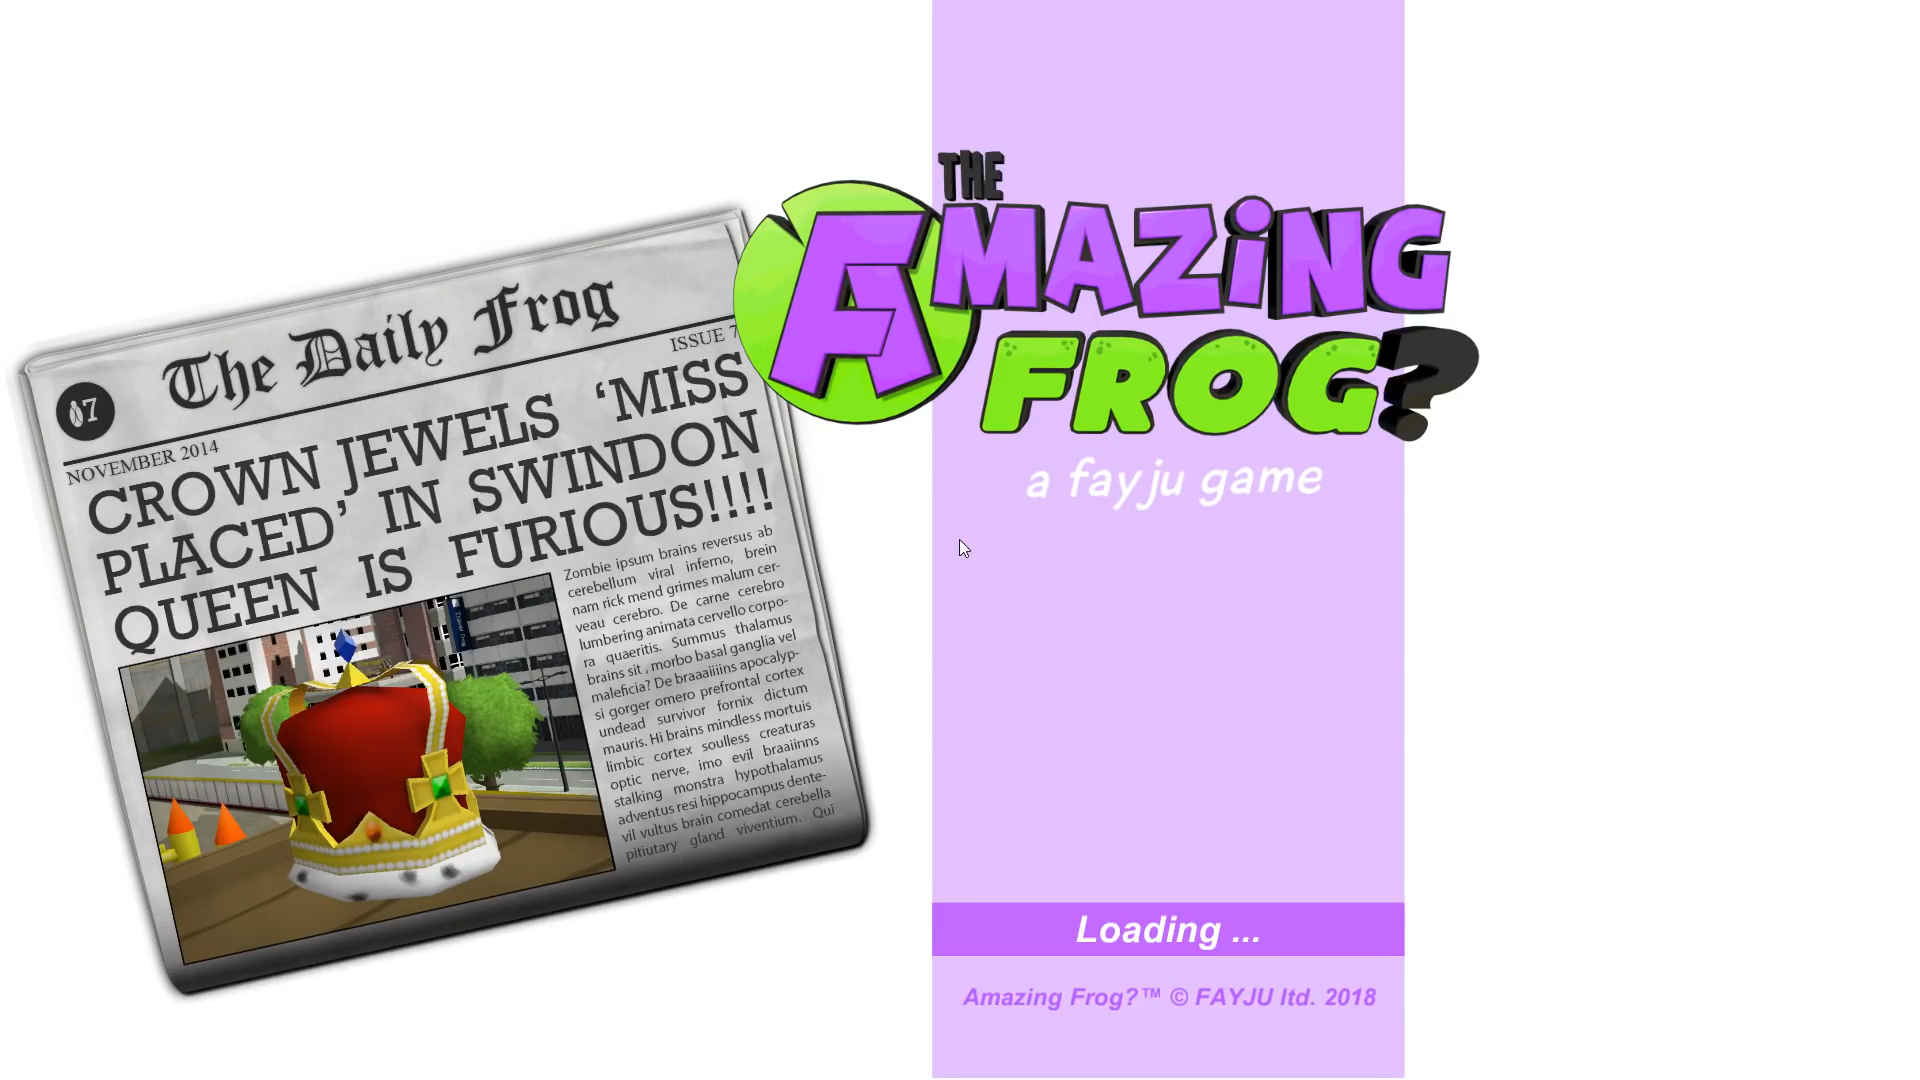 The Daily Frog
7
ISSUE 7
NOVEMBER 2014
CROWN JEWELS ‘MISS
PLACED’ IN SWINDON
QUEEN IS FURIOUS!!!!
Zombie ipsum brains reversus ab
cerebellum viral inferno, brein
nam rick mend grimes malum cer-
veau cerebro. De carne cerebro
lumbering animata cervello corpo-
ra quaeritis. Summus thalamus
brains sit , morbo basal ganglia vel
maleficia? De braaaiiiins apocalyp-
si gorger omero prefrontal cortex
undead survivor fornix dictum
mauris. Hi brains mindless mortuis
limbic cortex soulless creaturas
optic nerve, imo evil braaiinns
stalking monstra hypothalamus
adventus resi hippocampus dente-
vil vultus brain comedat cerebella
pitiutary gland viventium. Qui
THE
AMAZiNG
FROG?
a fayju game
Loading ...
Amazing Frog?™ © FAYJU ltd. 2018